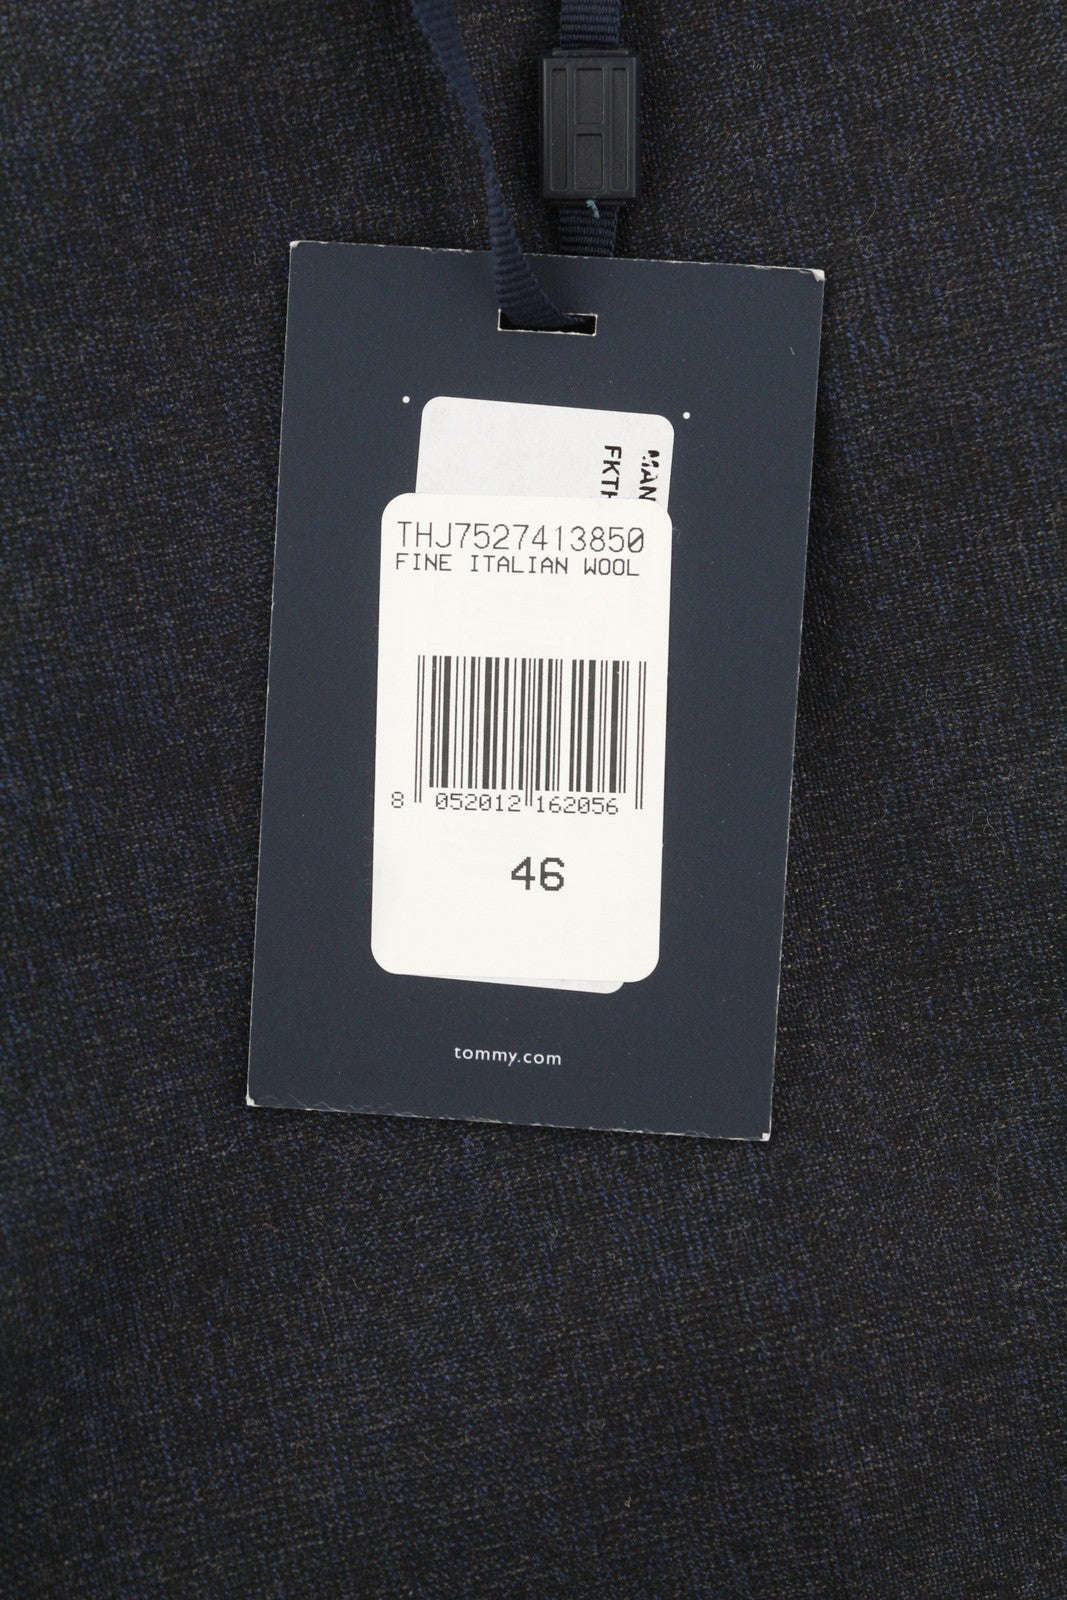 THJ7527413850
FINE ITALIAN WOOL
8 052012 162056
46
tommy.com